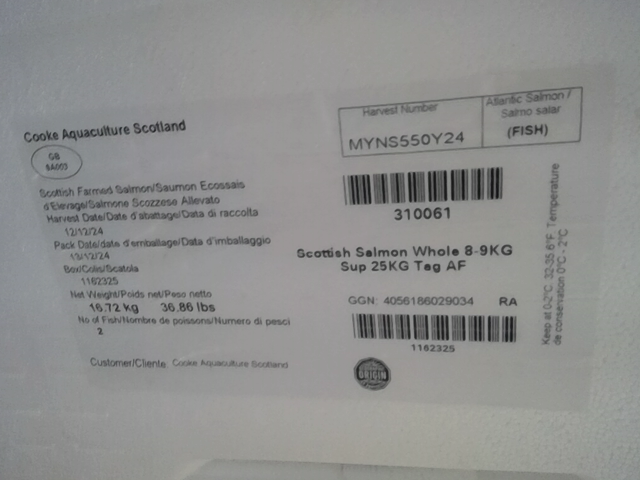 Cooke Aquaculture Scotland
GB
Scottish Farmed Salmon/Saumon Ecossais
d'Elevage/Salmone Scozzese Allevato
Harvest Date/Date d'abattage/Data di raccolta
12/12/24
Pack Date/date d'emballage/Data d'imballaggio
13/12/24
Box/Coles/Scatola
1162325
Net Weight/Poids net/Peso netto
16.72 kg 36.86 lbs
No of Fish/Nombre de poissons/Numero di pesci
2
Customer/Cliente Cooke Aquaculture Scotland
Harvest Number
MYNS550Y24
Atlantic Salmon /
Salmo salar
(FISH)
310061
Scottish Salmon Whole 8-9KG
Sup 25KG Tag AF
GGN: 4056186029034 RA
1162325
ORIGIN
Keep at 0-2°C, 32-35.6°F. Temperature
de conservation 0°C - 2°C